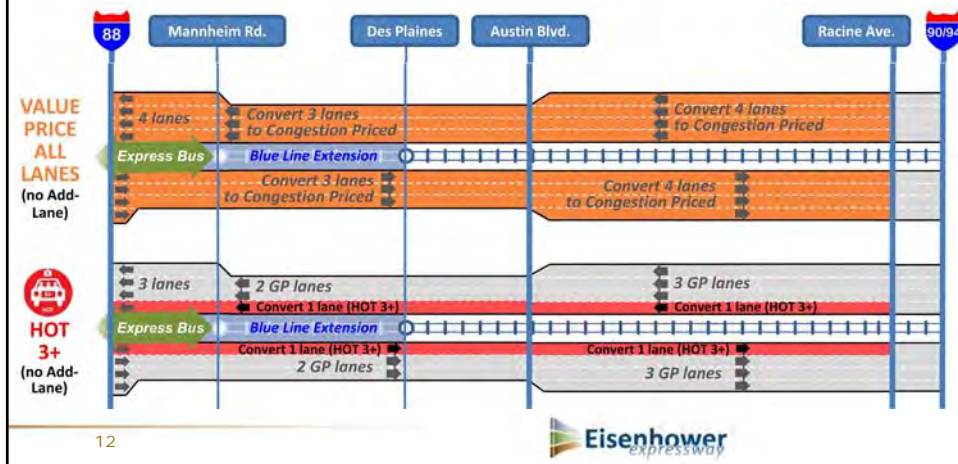 88
Mannheim Rd.
Des Plaines
Austin Blvd.
Racine Ave.
90/94
VALUE
PRICE
ALL
LANES
(no Add-
Lane)
4 lanes
Convert 3 lanes
to Congestion Priced
Convert 4 lanes
to Congestion Priced
Express Bus
Blue Line Extension
Convert 3 lanes
to Congestion Priced
Convert 4 lanes
to Congestion Priced
HOT
3+
(no Add-
Lane)
3 lanes
2 GP lanes
3 GP lanes
Convert 1 lane (HOT 3+)
Convert 1 lane (HOT 3+)
Express Bus
Blue Line Extension
Convert 1 lane (HOT 3+)
Convert 1 lane (HOT 3+)
2 GP lanes
3 GP lanes
12
Eisenhower
expressway